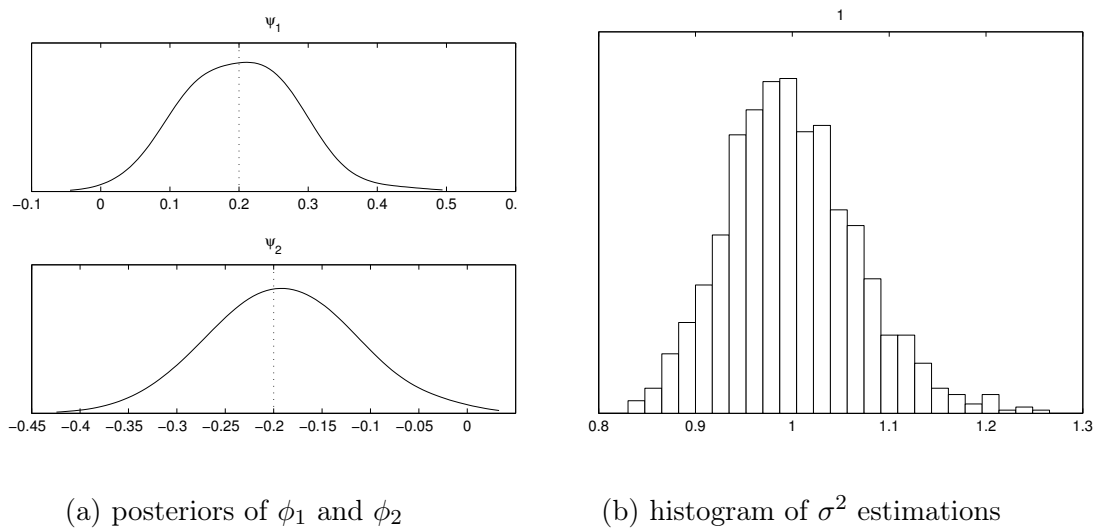 ψ₁
−0.1 0 0.1 0.2 0.3 0.4 0.5 0.
ψ₂
−0.45 −0.4 −0.35 −0.3 −0.25 −0.2 −0.15 −0.1 −0.05 0
(a) posteriors of ϕ₁ and ϕ₂
1
0.8 0.9 1 1.1 1.2 1.3
(b) histogram of σ² estimations